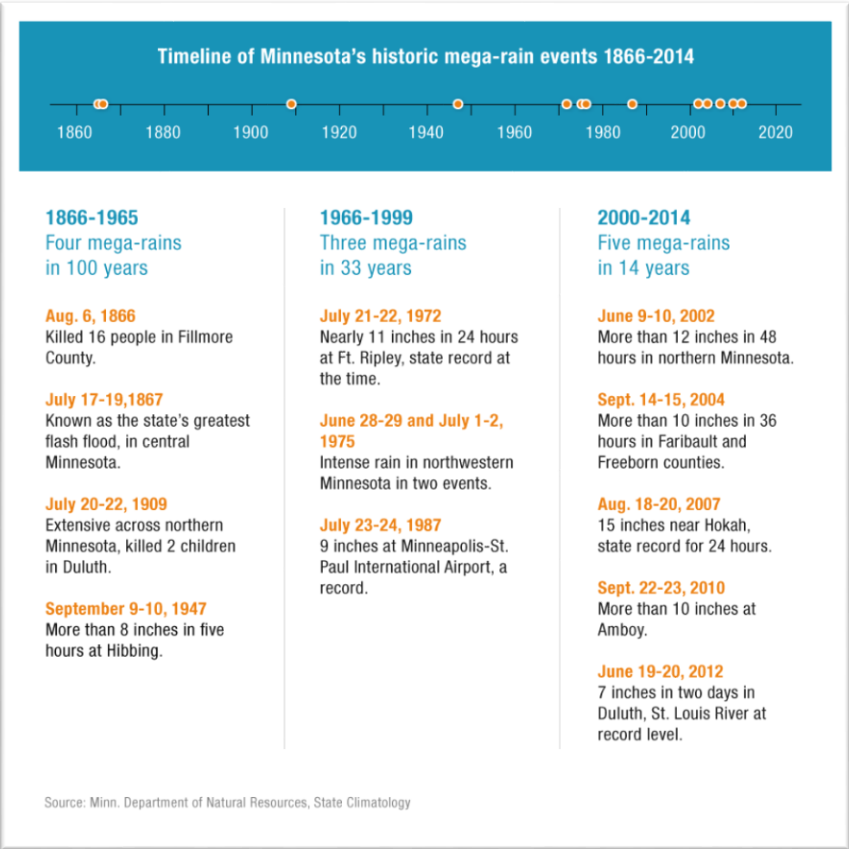 Timeline of Minnesota's historic mega-rain events 1866-2014
1860 1880 1900 1920 1940 1960 1980 2000 2020
1866-1965
Four mega-rains
in 100 years
Aug. 6, 1866
Killed 16 people in Fillmore
County.
July 17-19,1867
Known as the state's greatest
flash flood, in central
Minnesota.
July 20-22, 1909
Extensive across northern
Minnesota, killed 2 children
in Duluth.
September 9-10, 1947
More than 8 inches in five
hours at Hibbing.
1966-1999
Three mega-rains
in 33 years
July 21-22, 1972
Nearly 11 inches in 24 hours
at Ft. Ripley, state record at
the time.
June 28-29 and July 1-2,
1975
Intense rain in northwestern
Minnesota in two events.
July 23-24, 1987
9 inches at Minneapolis-St.
Paul International Airport, a
record.
2000-2014
Five mega-rains
in 14 years
June 9-10, 2002
More than 12 inches in 48
hours in northern Minnesota.
Sept. 14-15, 2004
More than 10 inches in 36
hours in Faribault and
Freeborn counties.
Aug. 18-20, 2007
15 inches near Hokah,
state record for 24 hours.
Sept. 22-23, 2010
More than 10 inches at
Amboy.
June 19-20, 2012
7 inches in two days in
Duluth, St. Louis River at
record level.
Source: Minn. Department of Natural Resources, State Climatology